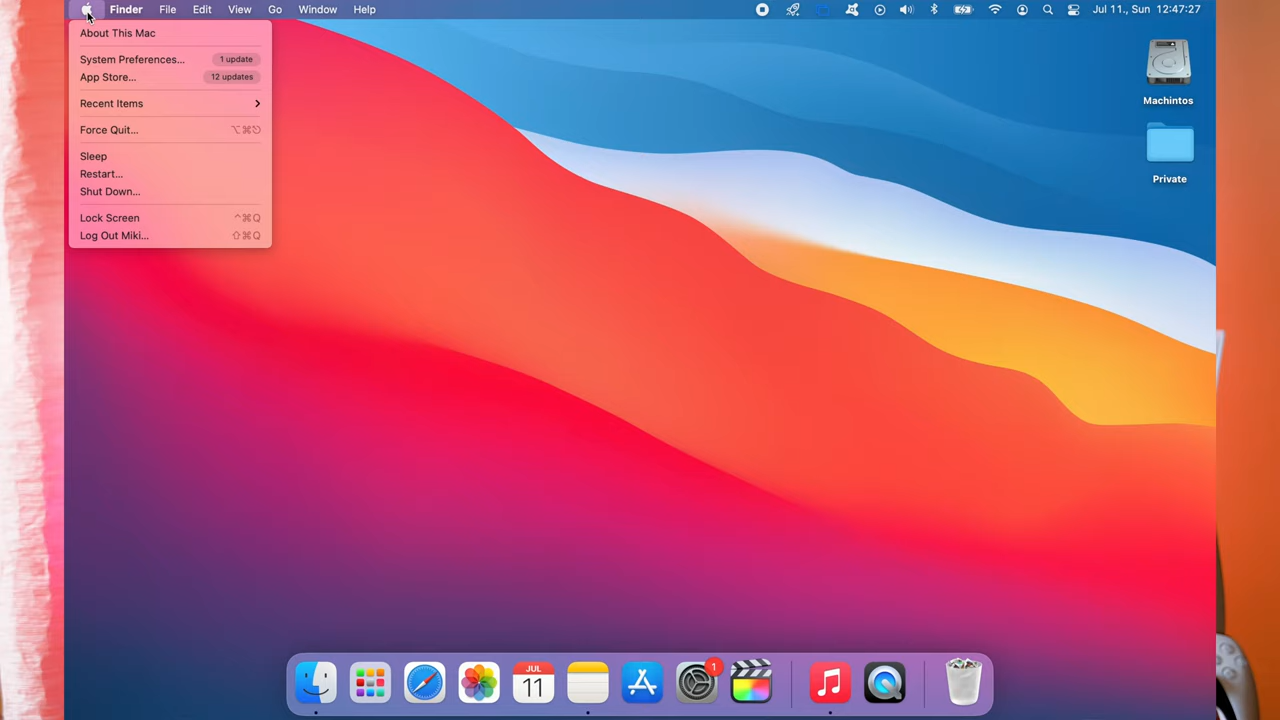 Finder File Edit View Go Window Help Jul 11., Sun 12:47:27
About This Mac
System Preferences... 1 update
App Store... 12 updates
Recent Items
Force Quit... ⌥⌘⎋
Sleep
Restart...
Shut Down...
Lock Screen ^⌘Q
Log Out Miki... ⇧⌘Q
Machintos
Private
JUL
11
1